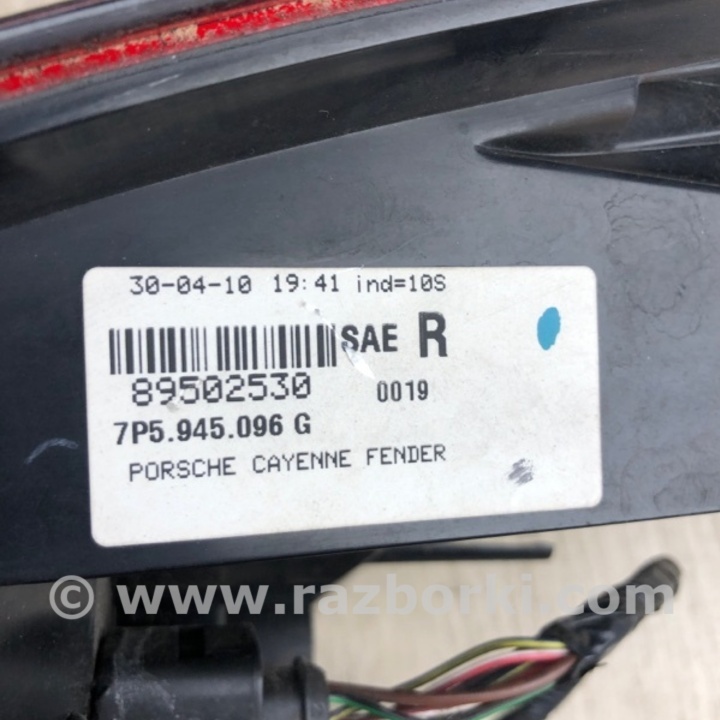 30-04-10 19:41 ind=10S
SAE R
89502530 0019
7P5.945.096 G
PORSCHE CAYENNE FENDER
© www.razborki.com